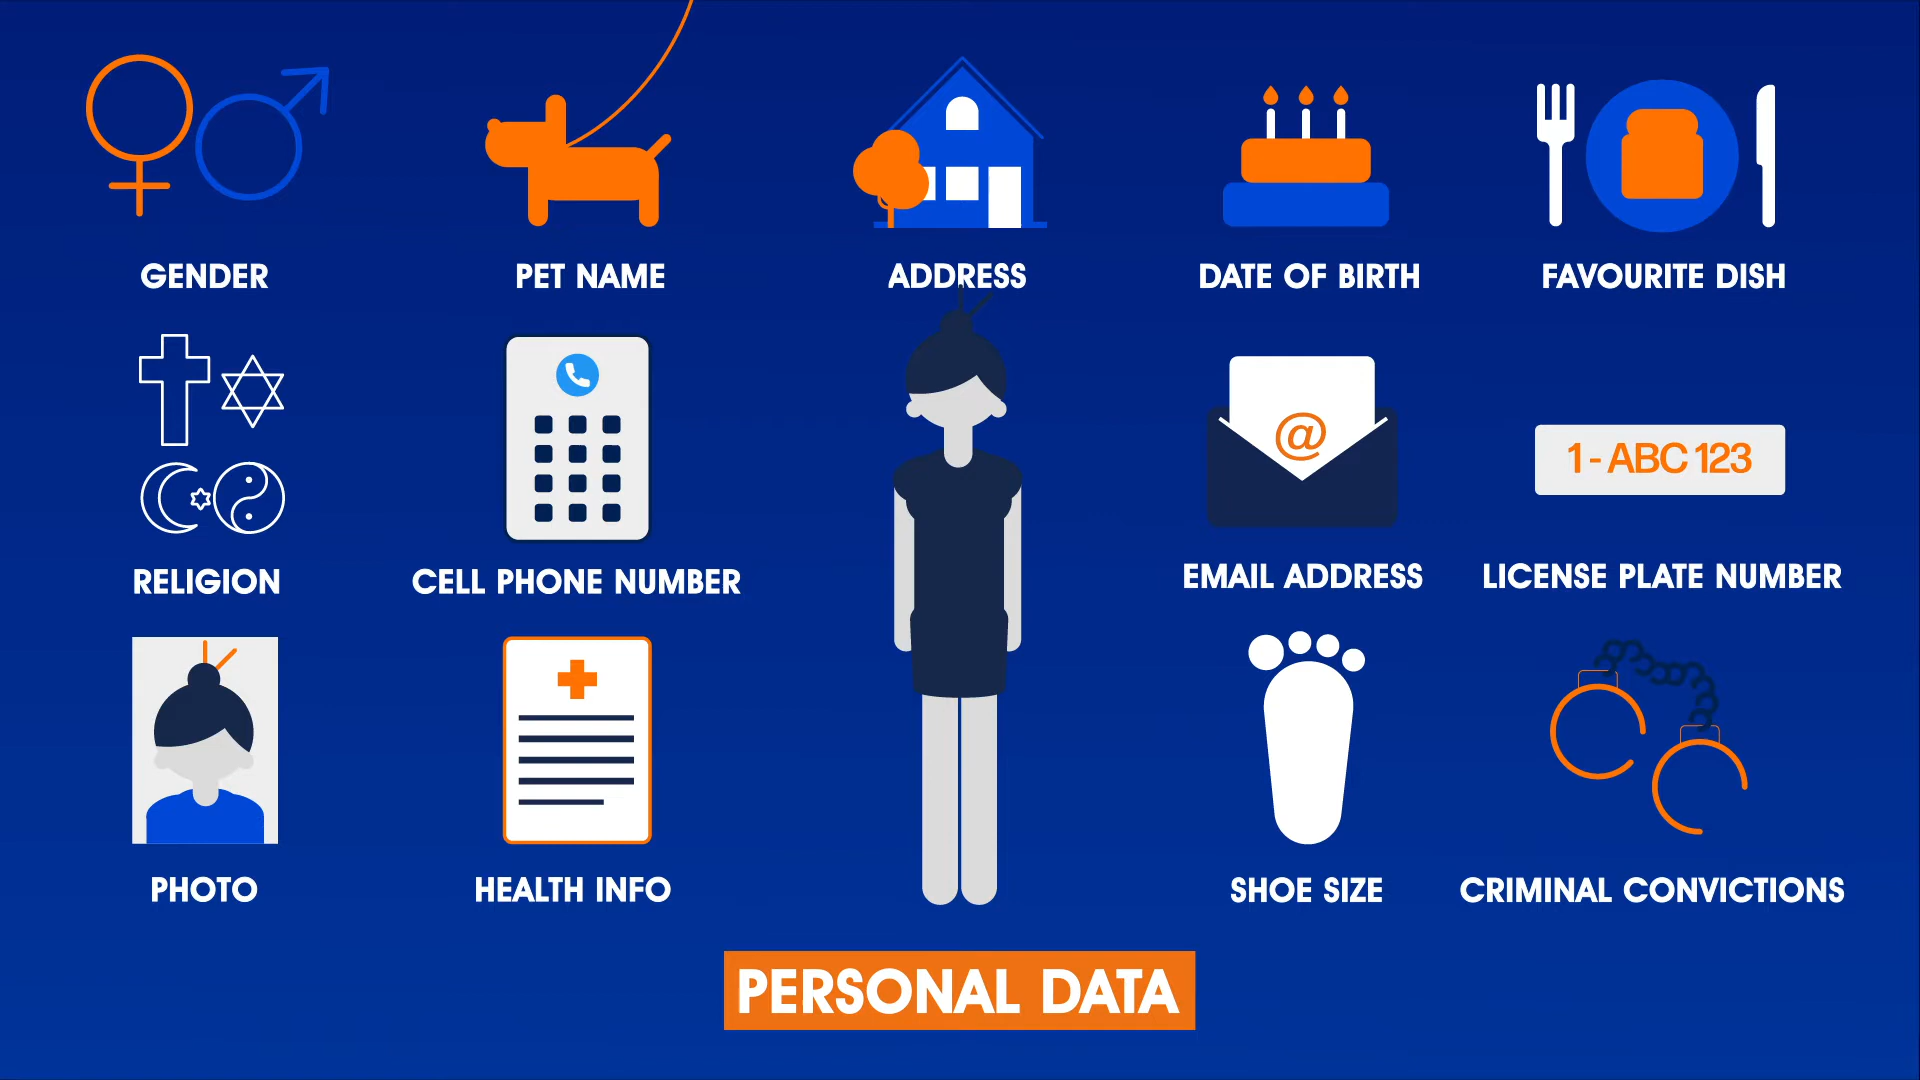 GENDER
PET NAME
ADDRESS
DATE OF BIRTH
FAVOURITE DISH
@
1 - ABC 123
RELIGION
CELL PHONE NUMBER
EMAIL ADDRESS
LICENSE PLATE NUMBER
PHOTO
HEALTH INFO
SHOE SIZE
CRIMINAL CONVICTIONS
PERSONAL DATA